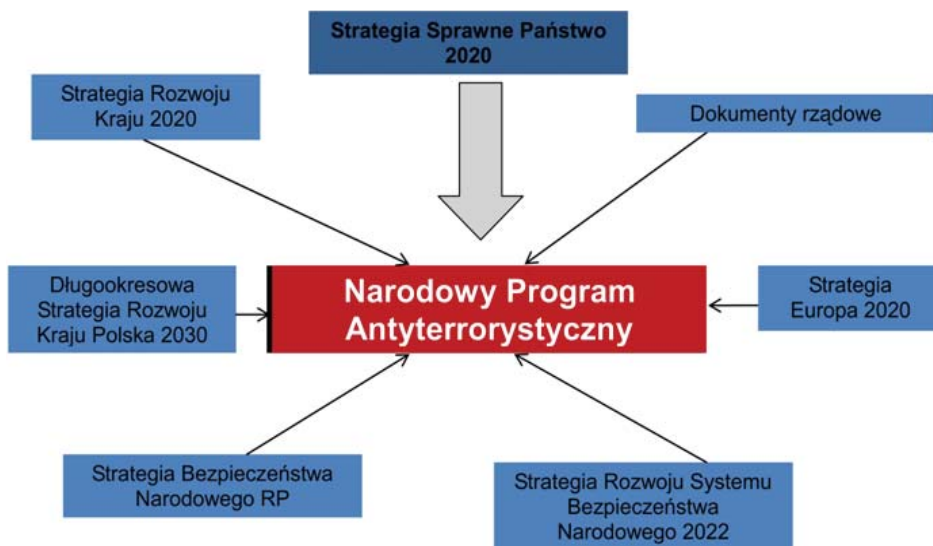 Strategia Sprawne Państwo
2020
Strategia Rozwoju
Kraju 2020
Dokumenty rządowe
Długookresowa
Strategia Rozwoju
Kraju Polska 2030
Narodowy Program
Antyterrorystyczny
Strategia
Europa 2020
Strategia Bezpieczeństwa
Narodowego RP
Strategia Rozwoju Systemu
Bezpieczeństwa
Narodowego 2022